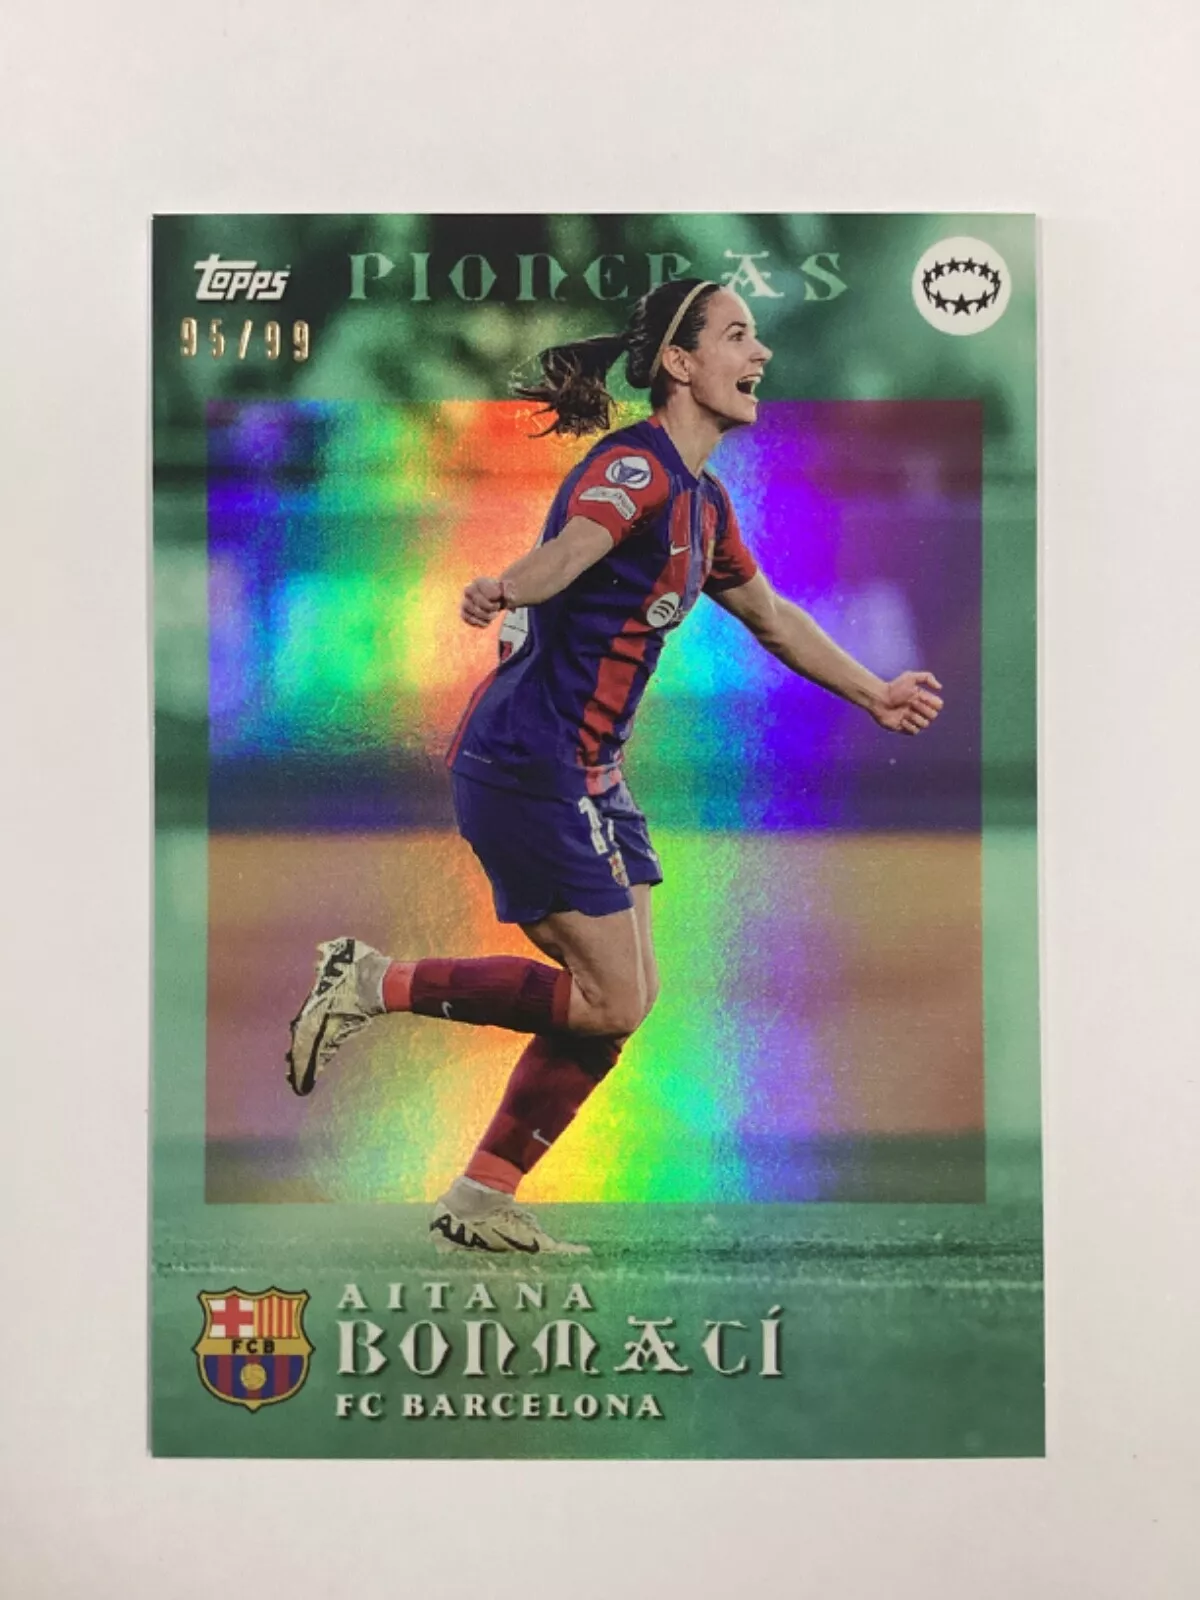 topps
PIONERAS
95/99
FCB
AITANA
BONMATÍ
FC BARCELONA